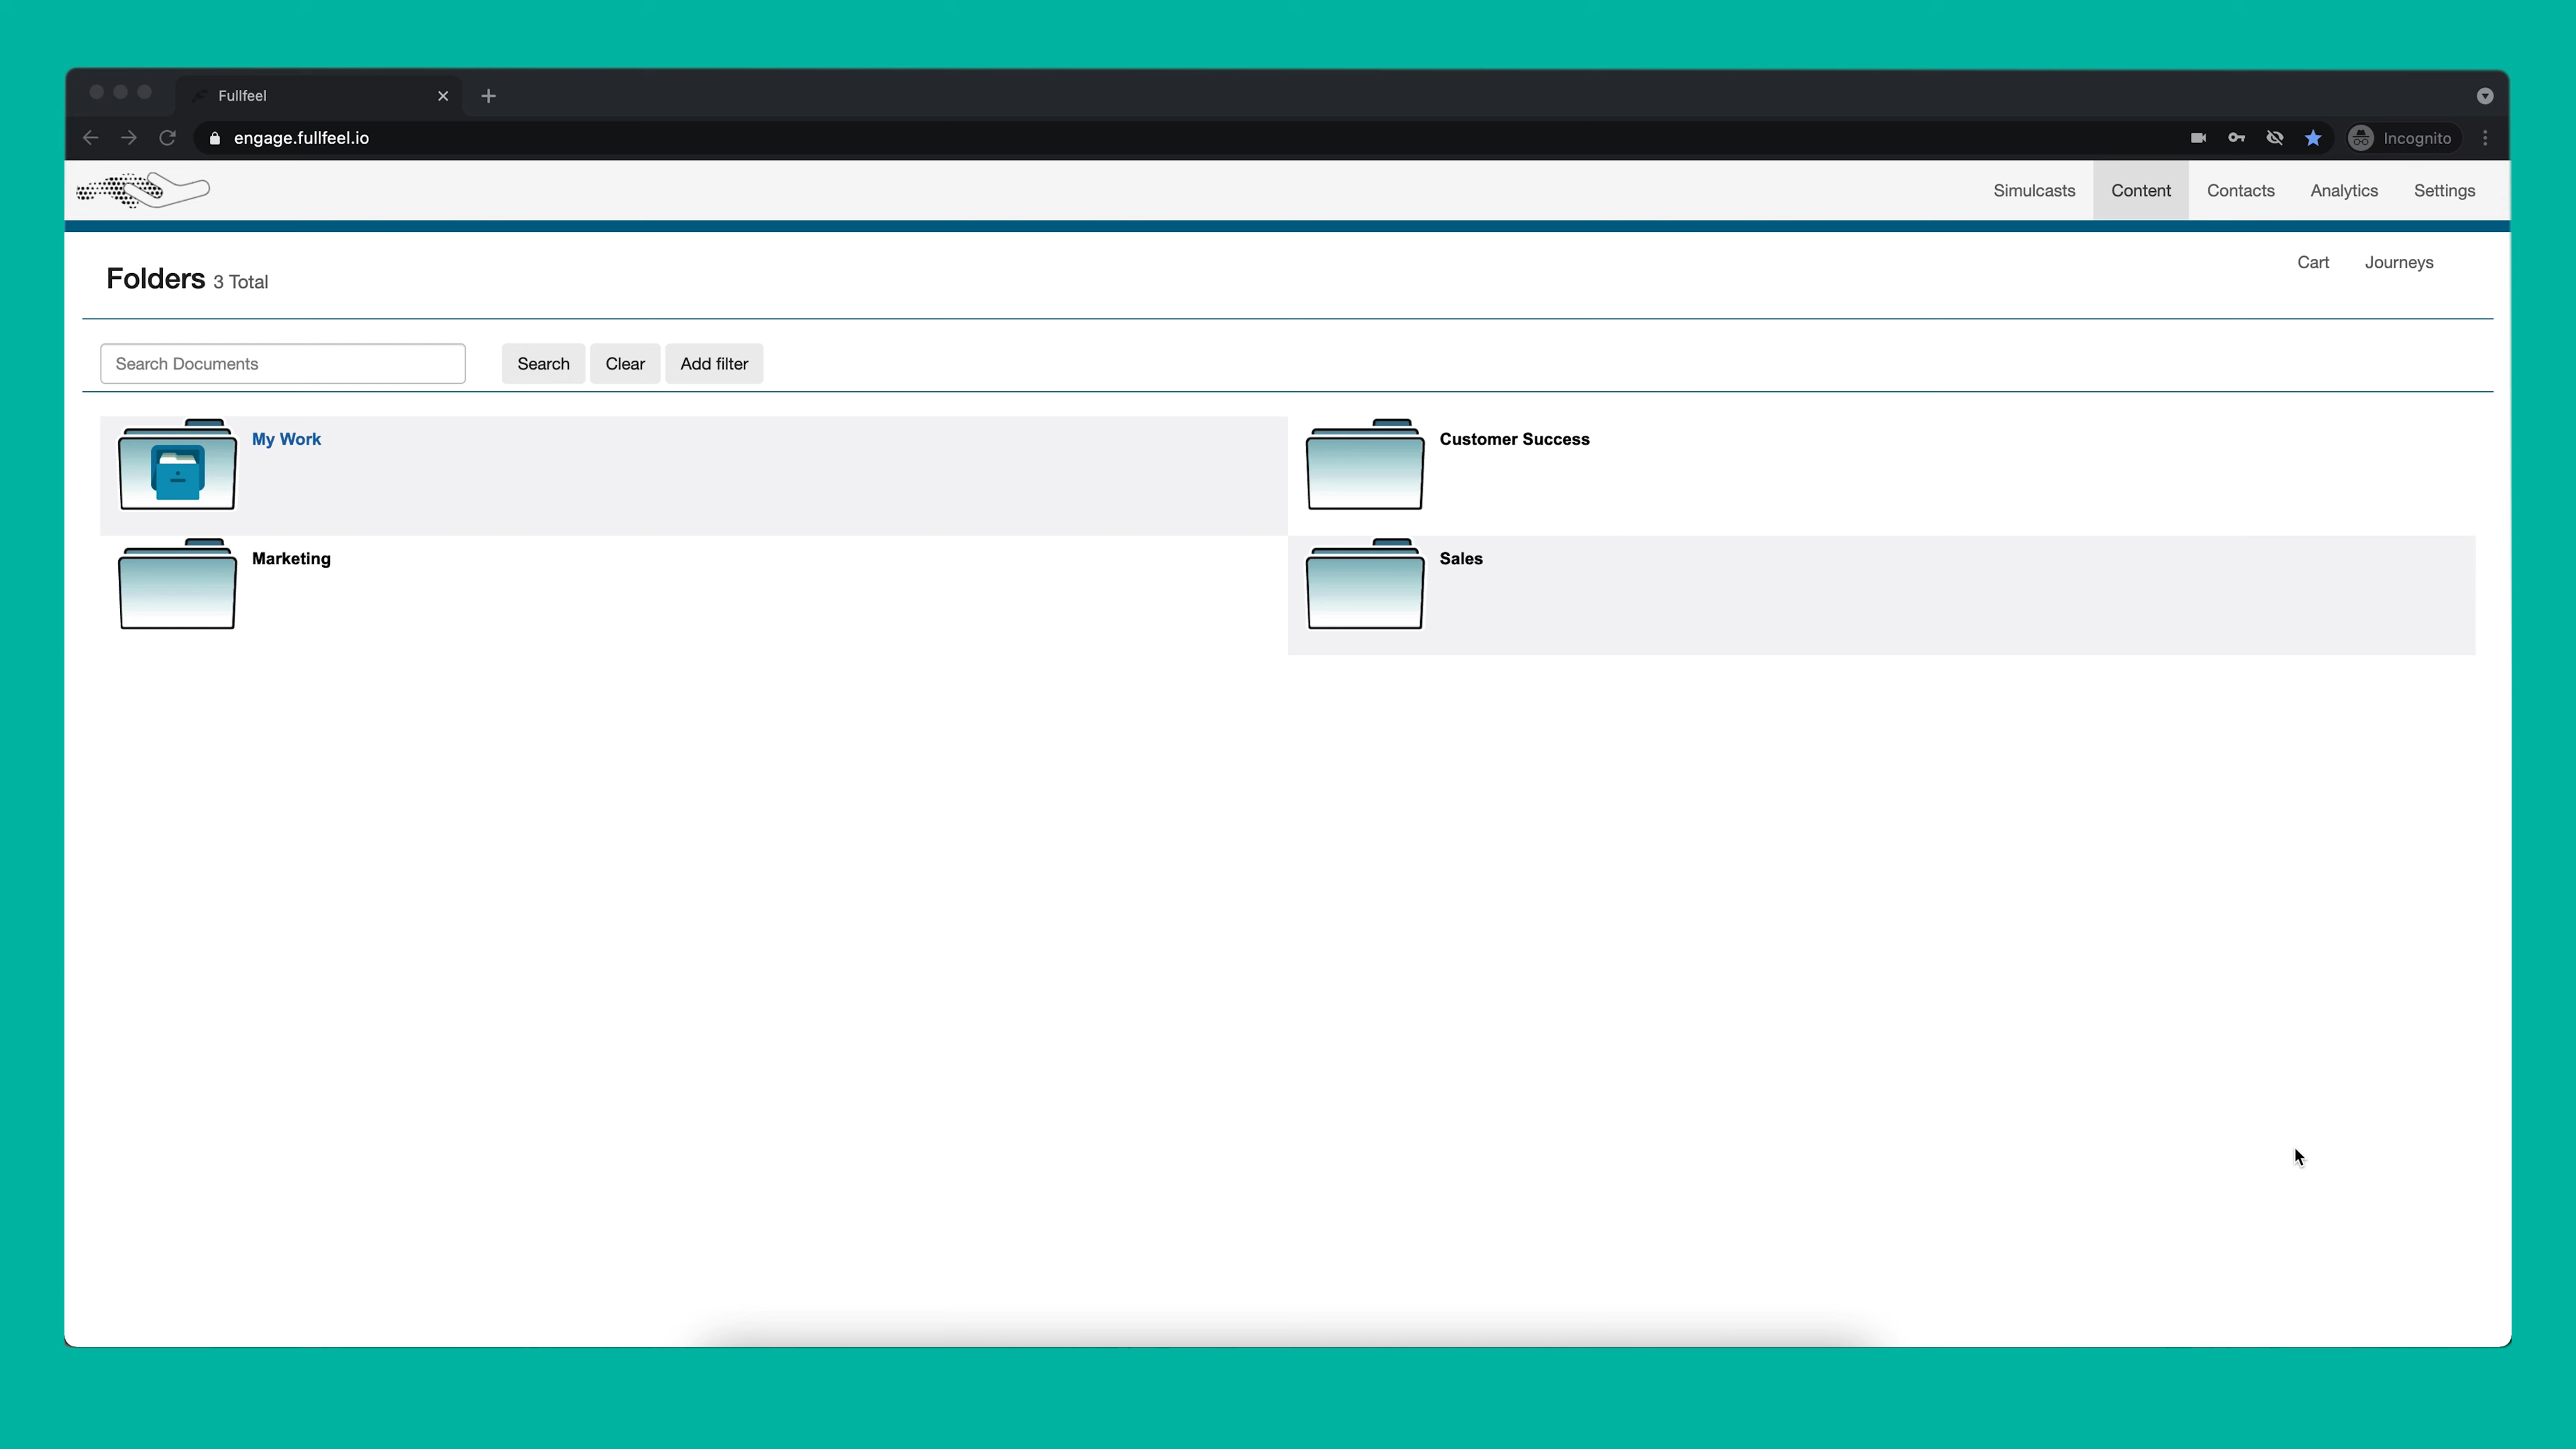 Fullfeel
engage.fullfeel.io
Incognito
Simulcasts Content Contacts Analytics Settings
Folders 3 Total
Cart Journeys
Search Documents Search Clear Add filter
My Work Customer Success
Marketing Sales